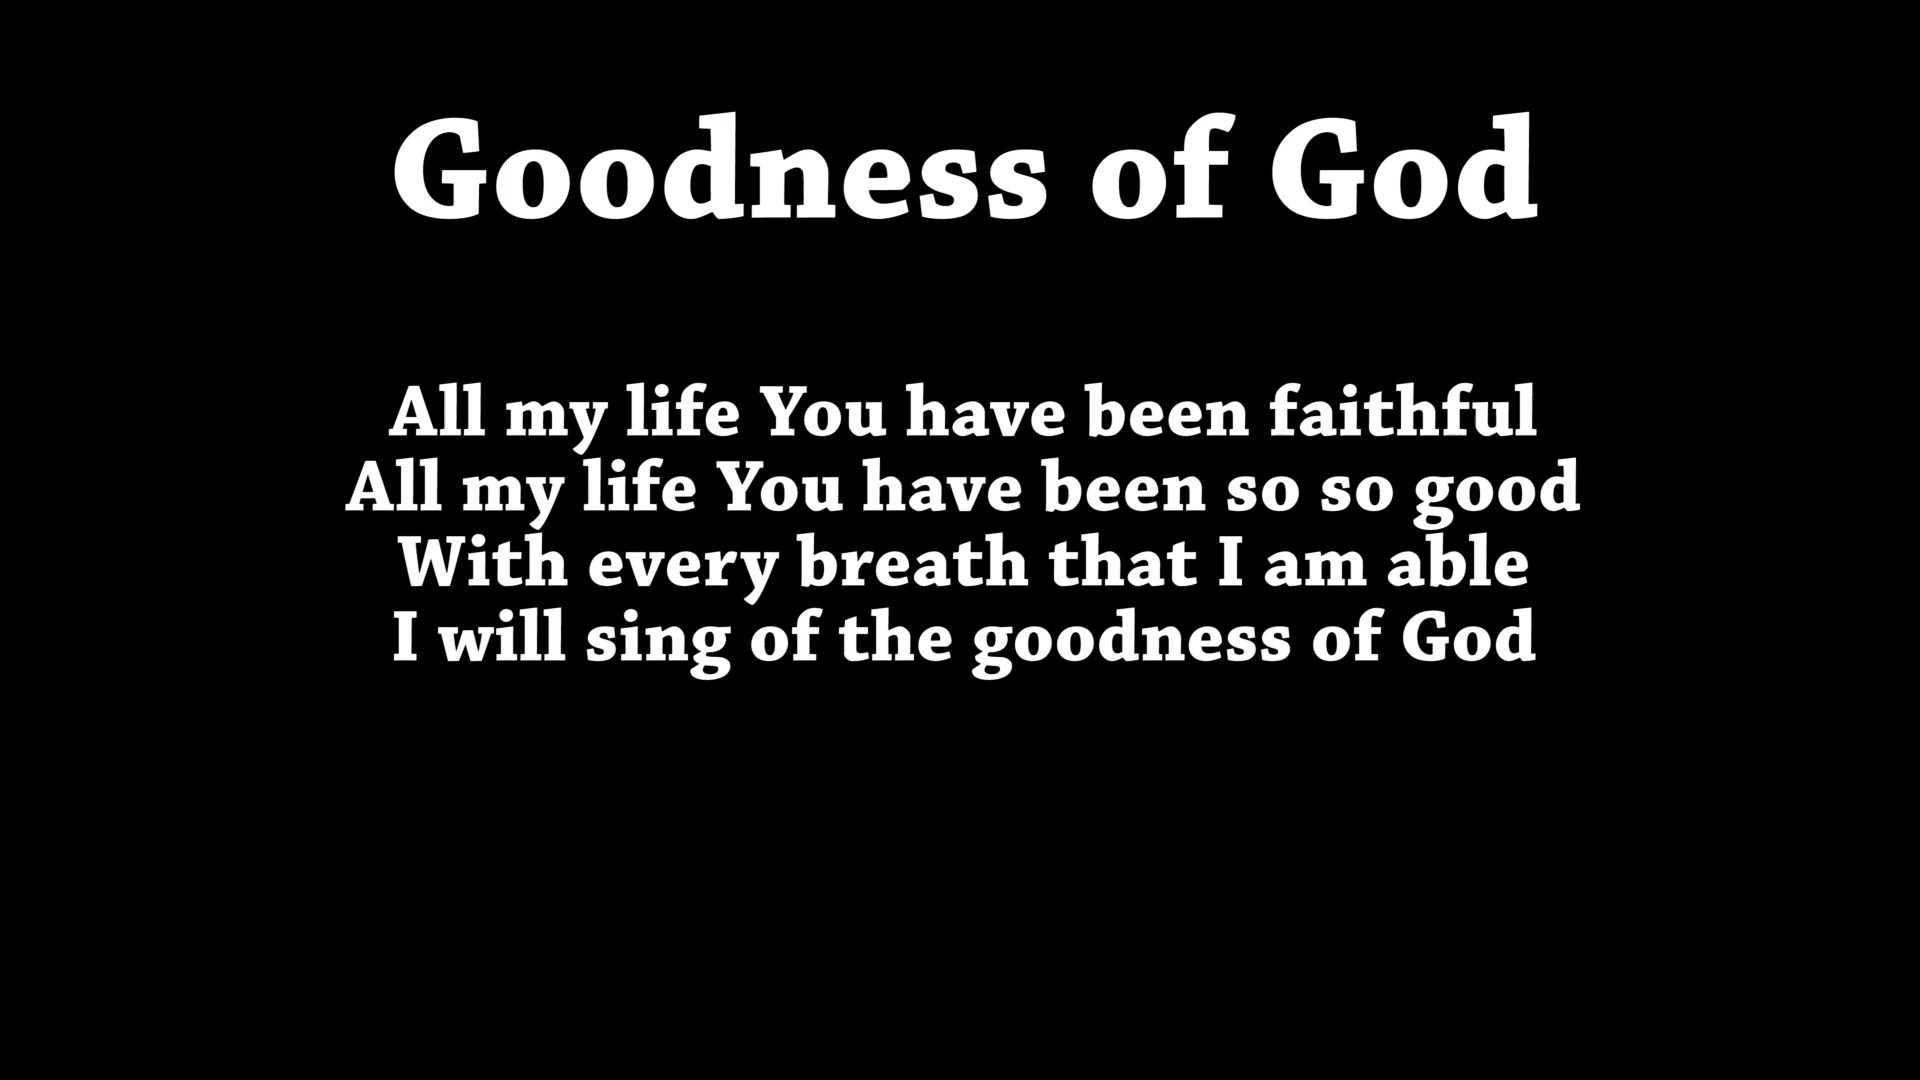 Goodness of God
All my life You have been faithful
All my life You have been so so good
With every breath that I am able
I will sing of the goodness of God